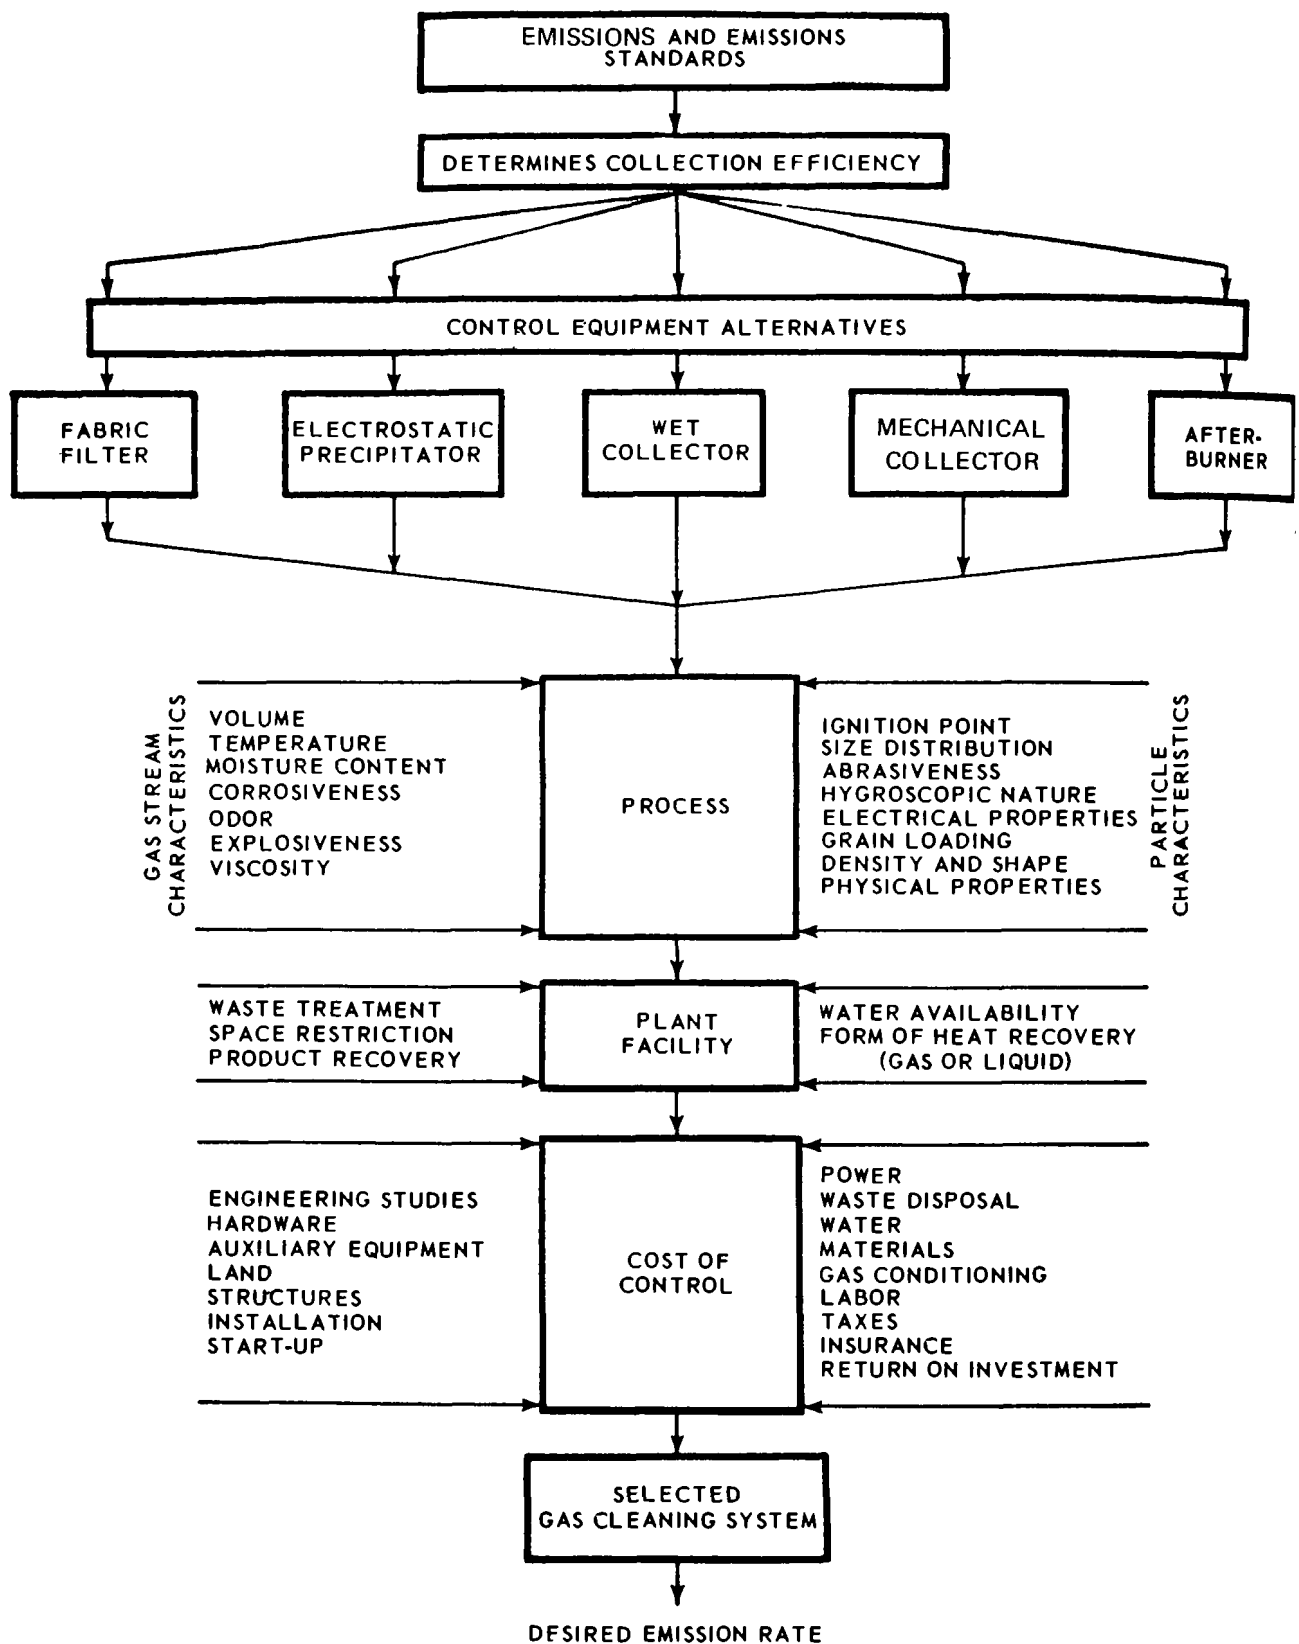 EMISSIONS AND EMISSIONS
STANDARDS
DETERMINES COLLECTION EFFICIENCY
CONTROL EQUIPMENT ALTERNATIVES
FABRIC
FILTER
ELECTROSTATIC
PRECIPITATOR
WET
COLLECTOR
MECHANICAL
COLLECTOR
AFTER-
BURNER
GAS STREAM
CHARACTERISTICS
VOLUME
TEMPERATURE
MOISTURE CONTENT
CORROSIVENESS
ODOR
EXPLOSIVENESS
VISCOSITY
PROCESS
IGNITION POINT
SIZE DISTRIBUTION
ABRASIVENESS
HYGROSCOPIC NATURE
ELECTRICAL PROPERTIES
GRAIN LOADING
DENSITY AND SHAPE
PHYSICAL PROPERTIES
PARTICLE
CHARACTERISTICS
WASTE TREATMENT
SPACE RESTRICTION
PRODUCT RECOVERY
PLANT
FACILITY
WATER AVAILABILITY
FORM OF HEAT RECOVERY
(GAS OR LIQUID)
ENGINEERING STUDIES
HARDWARE
AUXILIARY EQUIPMENT
LAND
STRUCTURES
INSTALLATION
START-UP
COST OF
CONTROL
POWER
WASTE DISPOSAL
WATER
MATERIALS
GAS CONDITIONING
LABOR
TAXES
INSURANCE
RETURN ON INVESTMENT
SELECTED
GAS CLEANING SYSTEM
DESIRED EMISSION RATE